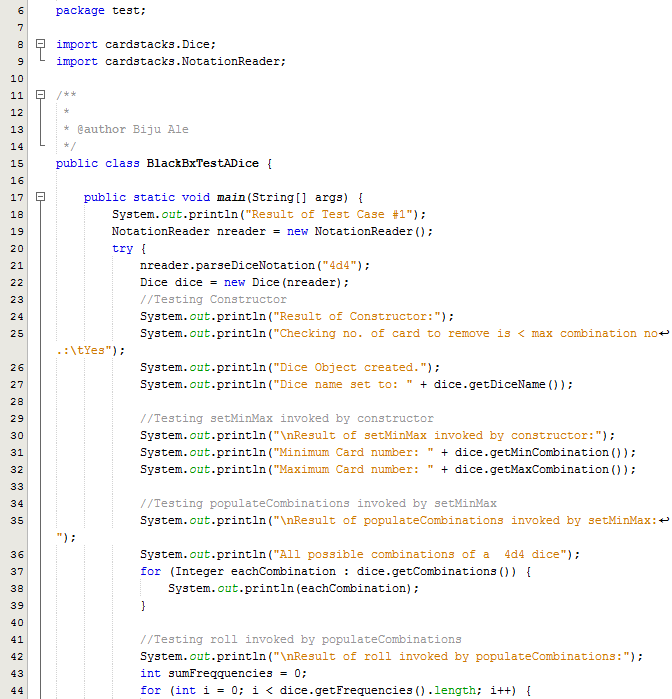 6 package test;
7
8 import cardstacks.Dice;
9 import cardstacks.NotationReader;
10
11 /**
12  *
13  * @author Biju Ale
14  */
15 public class BlackBxTestADice {
16
17     public static void main(String[] args) {
18         System.out.println("Result of Test Case #1");
19         NotationReader nreader = new NotationReader();
20         try {
21             nreader.parseDiceNotation("4d4");
22             Dice dice = new Dice(nreader);
23             //Testing Constructor
24             System.out.println("Result of Constructor:");
25             System.out.println("Checking no. of card to remove is < max combination no↩
.:\tYes");
26             System.out.println("Dice Object created.");
27             System.out.println("Dice name set to: " + dice.getDiceName());
28
29             //Testing setMinMax invoked by constructor
30             System.out.println("\nResult of setMinMax invoked by constructor:");
31             System.out.println("Minimum Card number: " + dice.getMinCombination());
32             System.out.println("Maximum Card number: " + dice.getMaxCombination());
33
34             //Testing populateCombinations invoked by setMinMax
35             System.out.println("\nResult of populateCombinations invoked by setMinMax:↩
");
36             System.out.println("All possible combinations of a  4d4 dice");
37             for (Integer eachCombination : dice.getCombinations()) {
38                 System.out.println(eachCombination);
39             }
40
41             //Testing roll invoked by populateCombinations
42             System.out.println("\nResult of roll invoked by populateCombinations:");
43             int sumFreqquencies = 0;
44             for (int i = 0; i < dice.getFrequencies().length; i++) {